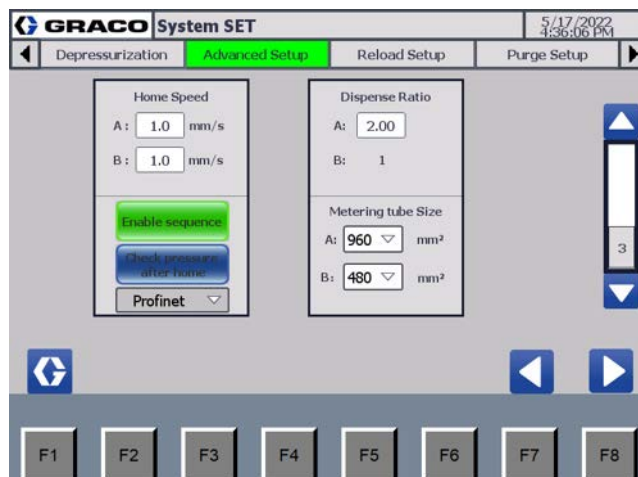 GRACO System SET
5/17/2022
4:36:06 PM
Depressurization Advanced Setup Reload Setup Purge Setup
Home Speed
A : 1.0 mm/s
B : 1.0 mm/s
Enable sequence
Check pressure
after home
Profinet
Dispense Ratio
A: 2.00
B: 1
Metering tube Size
A: 960 mm²
B: 480 mm²
3
F1 F2 F3 F4 F5 F6 F7 F8